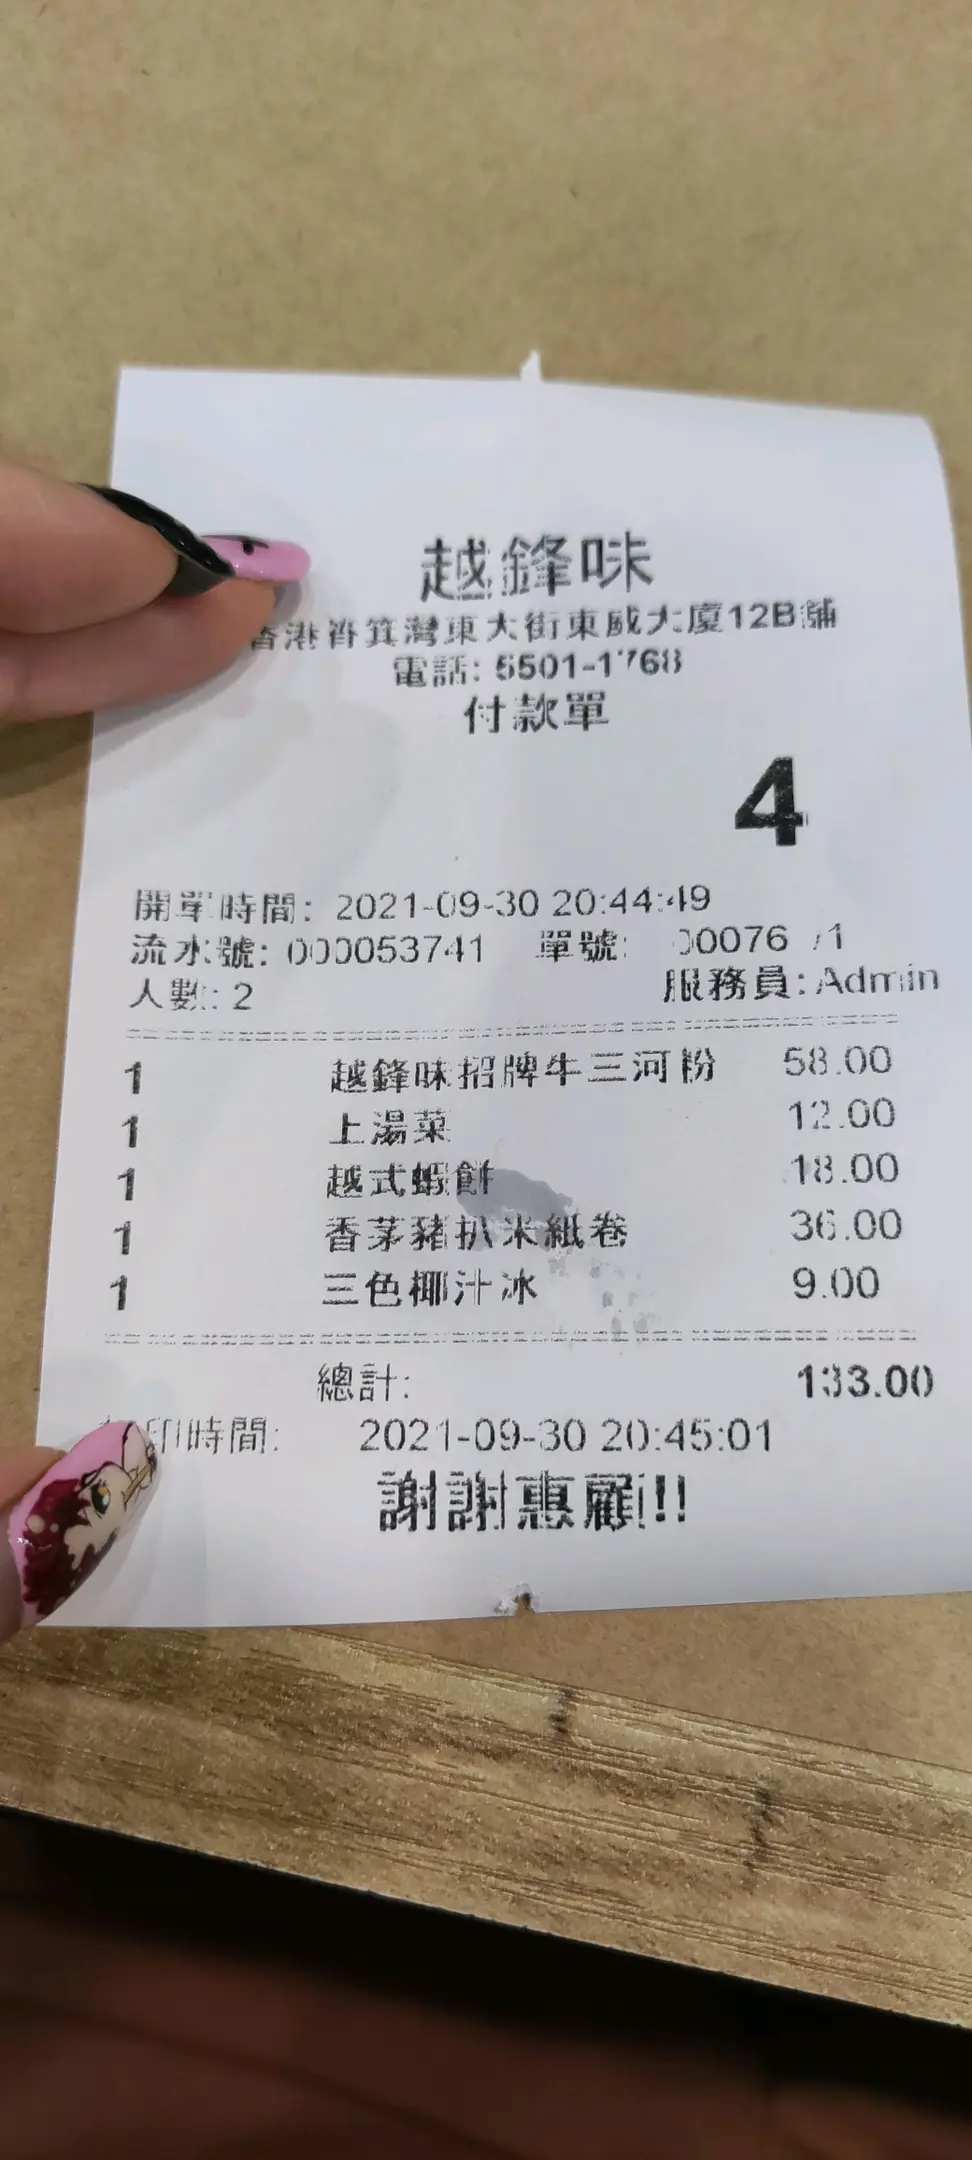 越鋒味
香港筲箕灣東大街東威大廈12B舖
電話: 5501-1768
付款單
4
開單時間: 2021-09-30 20:44:49
流水號: 000053741 單號: 00076 /1
人數: 2 服務員: Admin
1 越鋒味招牌牛三河粉 58.00
1 上湯菜 12.00
1 越式蝦餅 18.00
1 香茅豬扒米紙卷 36.00
1 三色椰汁冰 9.00
總計: 133.00
印時間: 2021-09-30 20:45:01
謝謝惠顧!!